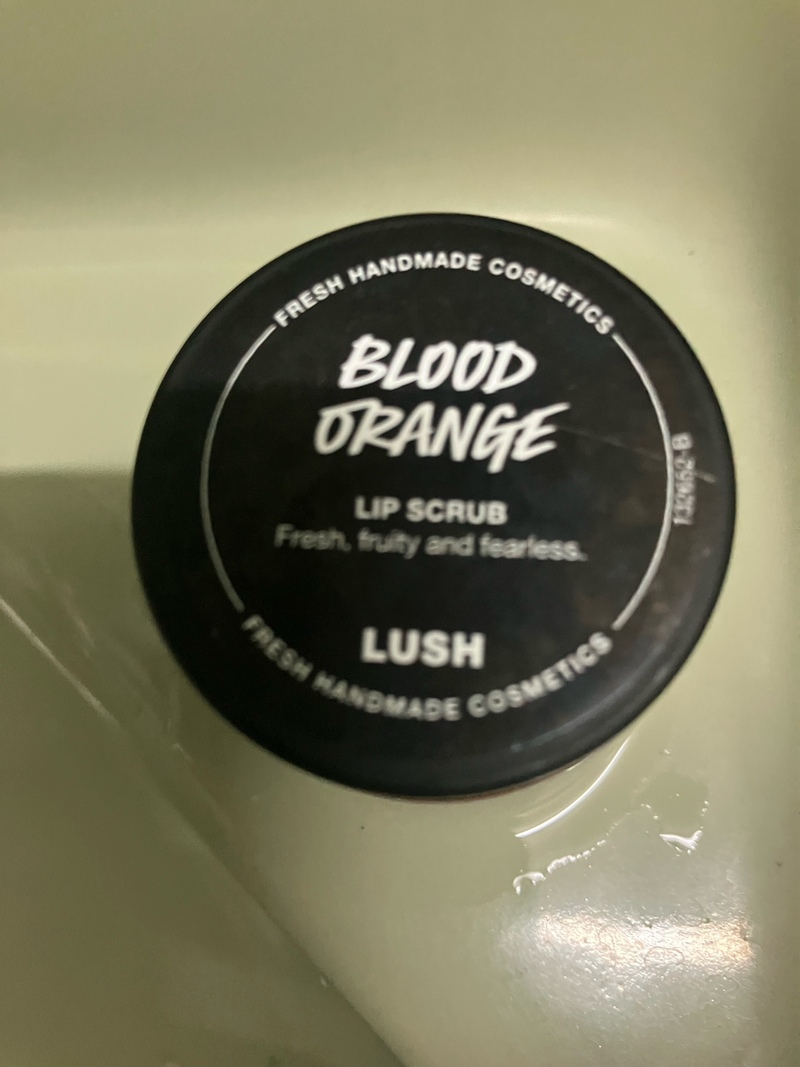 FRESH HANDMADE COSMETICS
BLOOD
ORANGE
LIP SCRUB
Fresh, fruity and fearless.
LUSH
FRESH HANDMADE COSMETICS